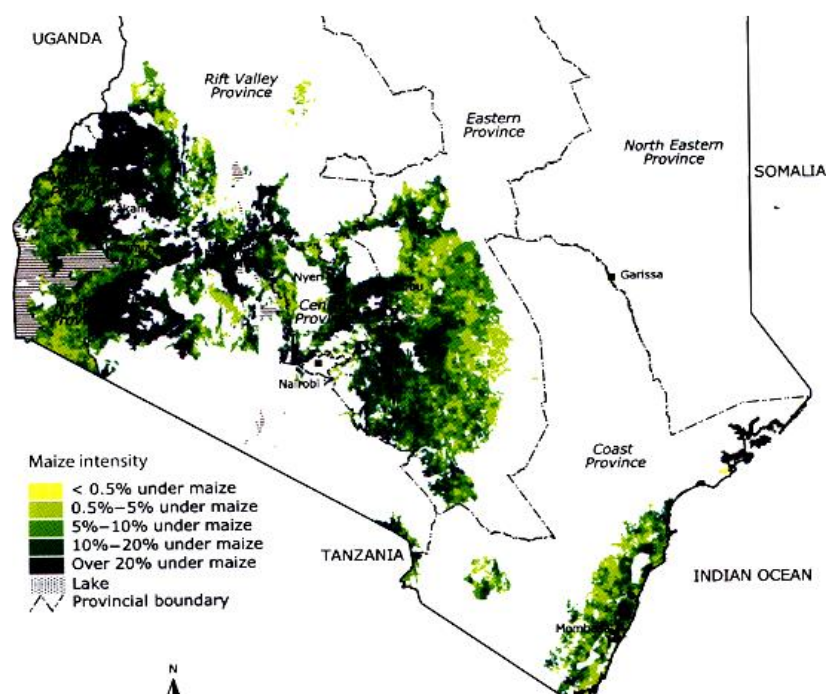 UGANDA
Rift Valley
Province
Eastern
Province
North Eastern
Province
SOMALIA
Garissa
Nyeri
Nairobi
Coast
Province
Maize intensity
< 0.5% under maize
0.5%–5% under maize
5%–10% under maize
10%–20% under maize
Over 20% under maize
Lake
Provincial boundary
TANZANIA
INDIAN OCEAN
N